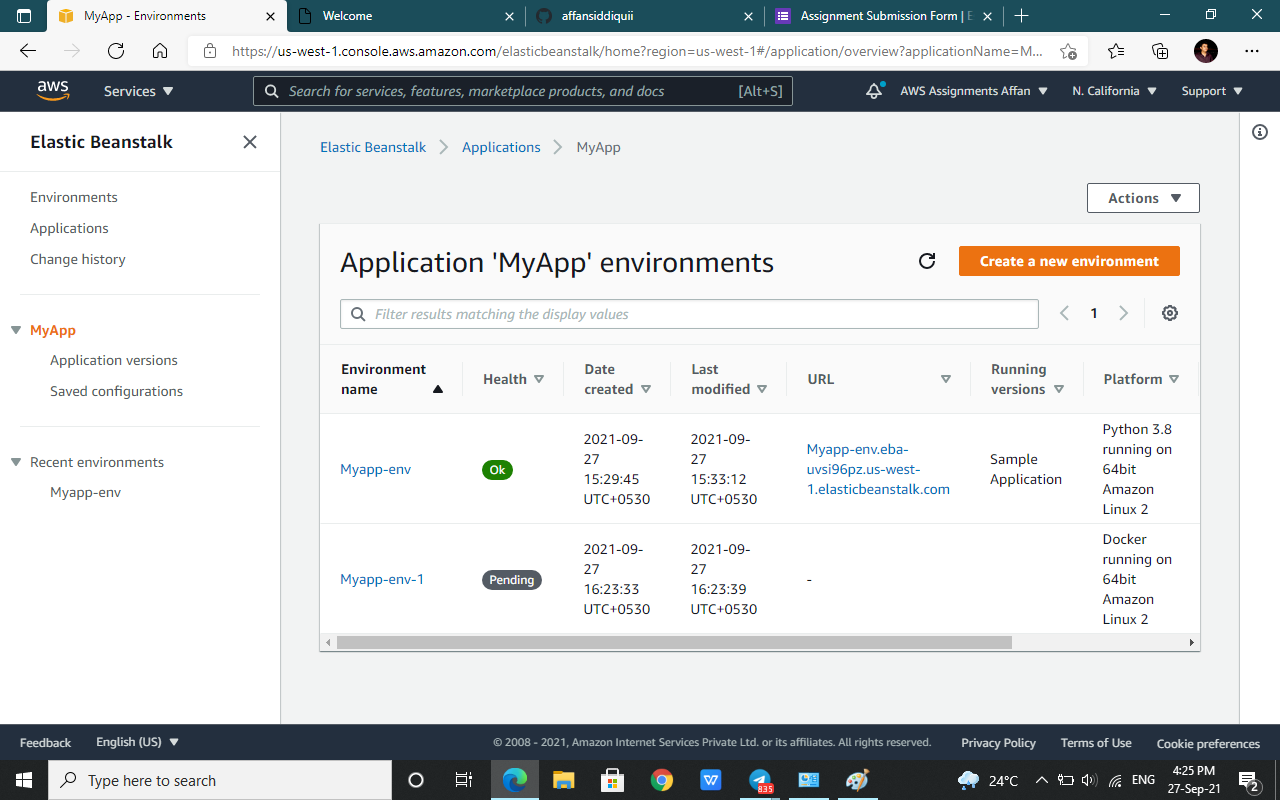 MyApp - Environments
Welcome
affansiddiquii
Assignment Submission Form | E
https://us-west-1.console.aws.amazon.com/elasticbeanstalk/home?region=us-west-1#/application/overview?applicationName=M...
aws
Services
Search for services, features, marketplace products, and docs
[Alt+S]
AWS Assignments Affan
N. California
Support
Elastic Beanstalk
Environments
Applications
Change history
MyApp
Application versions
Saved configurations
Recent environments
Myapp-env
Elastic Beanstalk
Applications
MyApp
Actions
Application 'MyApp' environments
Create a new environment
Filter results matching the display values
1
Environment
name
Health
Date
created
Last
modified
URL
Running
versions
Platform
Myapp-env
Ok
2021-09-
27
15:29:45
UTC+0530
2021-09-
27
15:33:12
UTC+0530
Myapp-env.eba-
uvsi96pz.us-west-
1.elasticbeanstalk.com
Sample
Application
Python 3.8
running on
64bit
Amazon
Linux 2
Myapp-env-1
Pending
2021-09-
27
16:23:33
UTC+0530
2021-09-
27
16:23:39
UTC+0530
-
Docker
running on
64bit
Amazon
Linux 2
Feedback
English (US)
© 2008 - 2021, Amazon Internet Services Private Ltd. or its affiliates. All rights reserved.
Privacy Policy
Terms of Use
Cookie preferences
Type here to search
835
24°C
ENG
4:25 PM
27-Sep-21
2